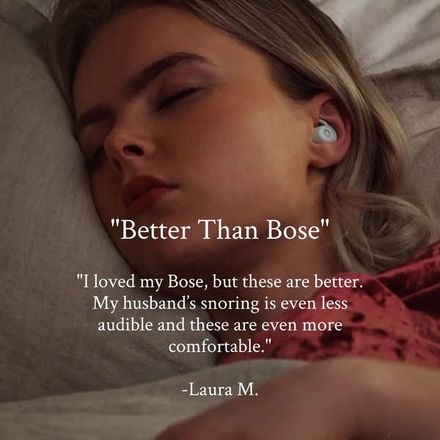 "Better Than Bose"
"I loved my Bose, but these are better.
My husband’s snoring is even less
audible and these are even more
comfortable."
-Laura M.